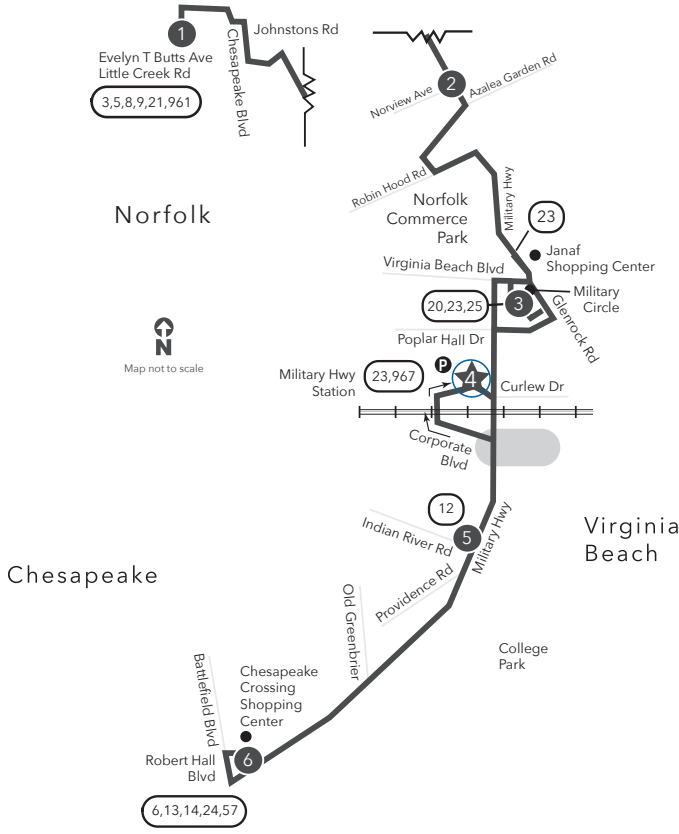 1
Johnstons Rd
Evelyn T Butts Ave
Little Creek Rd
Chesapeake Blvd
3,5,8,9,21,961
2
Norview Ave
Azalea Garden Rd
Robin Hood Rd
Military Hwy
Norfolk
Norfolk
Commerce
Park
23
Janaf
Shopping Center
Virginia Beach Blvd
Military
Circle
20,23,25
3
Glenrock Rd
N
Map not to scale
Poplar Hall Dr
P
Military Hwy
Station
23,967
4
Curlew Dr
Corporate
Blvd
12
Indian River Rd
5
Military Hwy
Virginia
Beach
Chesapeake
Providence Rd
Old Greenbrier
College
Park
Battlefield Blvd
Chesapeake
Crossing
Shopping
Center
Robert Hall
Blvd
6
6,13,14,24,57